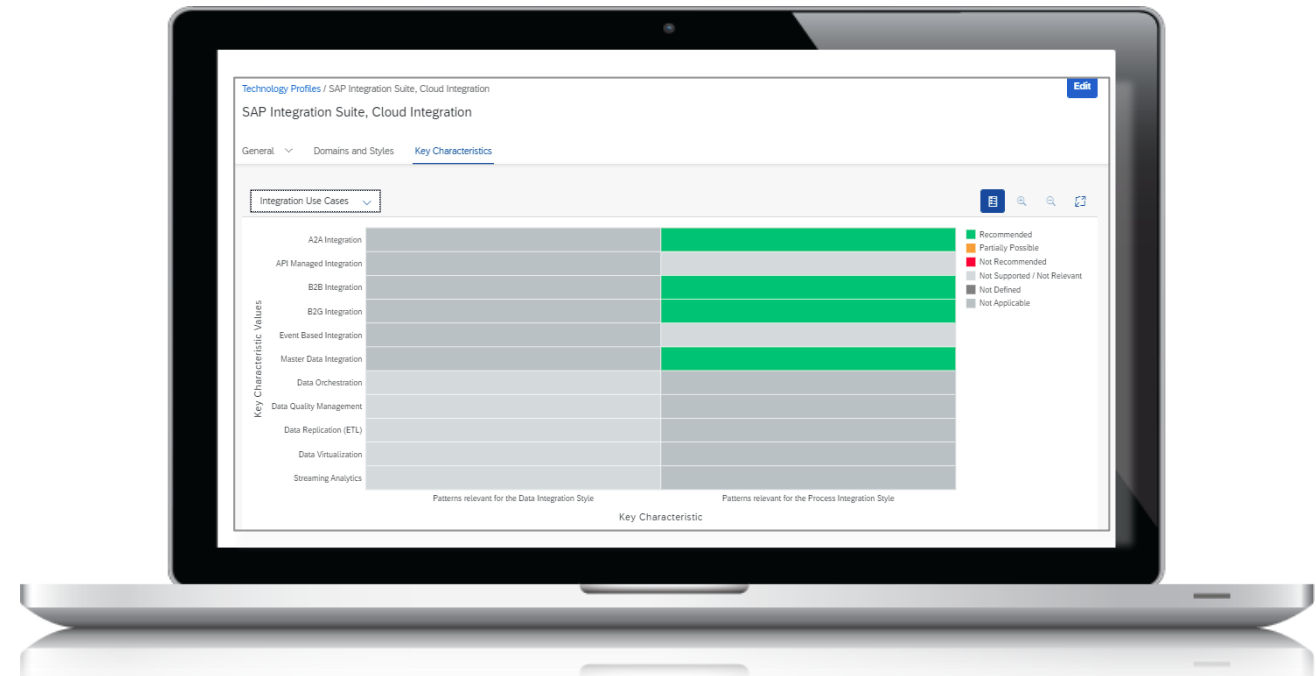 Technology Profiles / SAP Integration Suite, Cloud Integration
Edit
SAP Integration Suite, Cloud Integration
General
Domains and Styles
Key Characteristics
Integration Use Cases
A2A Integration
API Managed Integration
B2B Integration
B2G Integration
Event Based Integration
Master Data Integration
Data Orchestration
Data Quality Management
Data Replication (ETL)
Data Virtualization
Streaming Analytics
Key Characteristic Values
Patterns relevant for the Data Integration Style
Patterns relevant for the Process Integration Style
Key Characteristic
Recommended
Partially Possible
Not Recommended
Not Supported / Not Relevant
Not Defined
Not Applicable